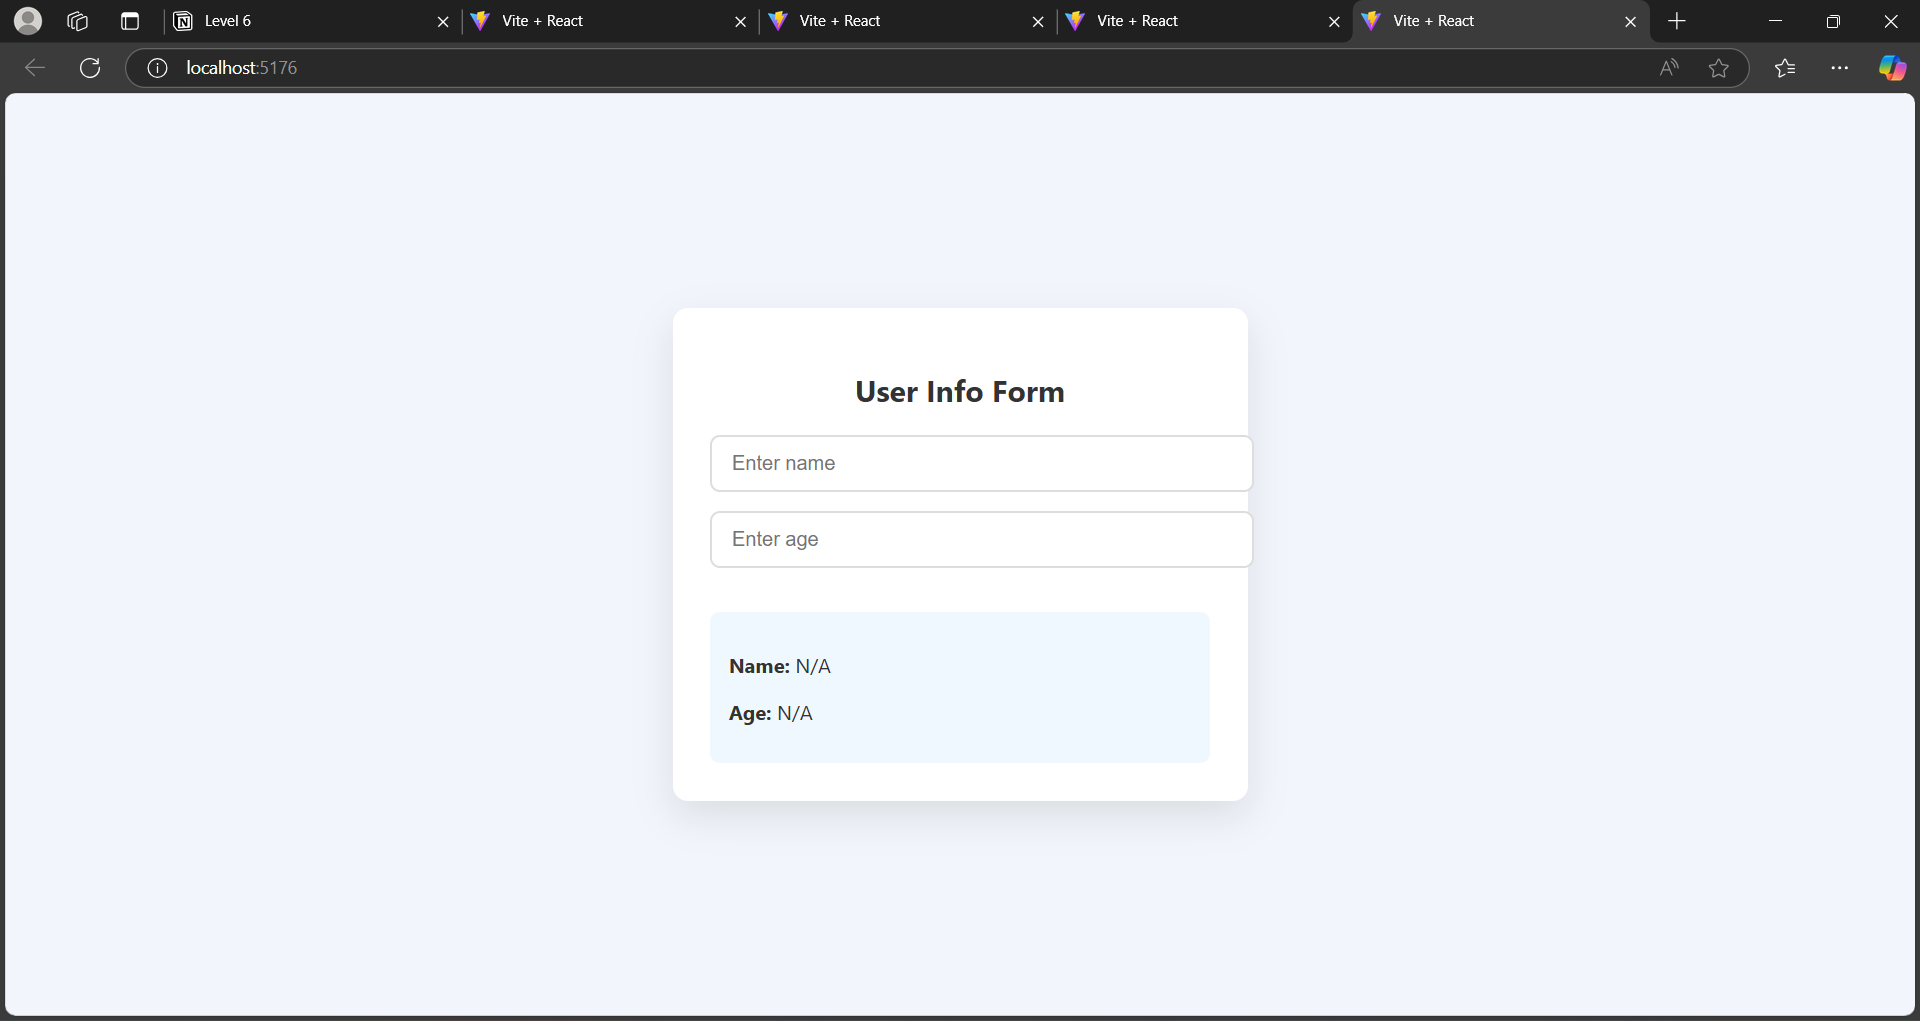 Level 6
Vite + React
Vite + React
Vite + React
Vite + React
localhost:5176
User Info Form
Enter name
Enter age
Name: N/A
Age: N/A